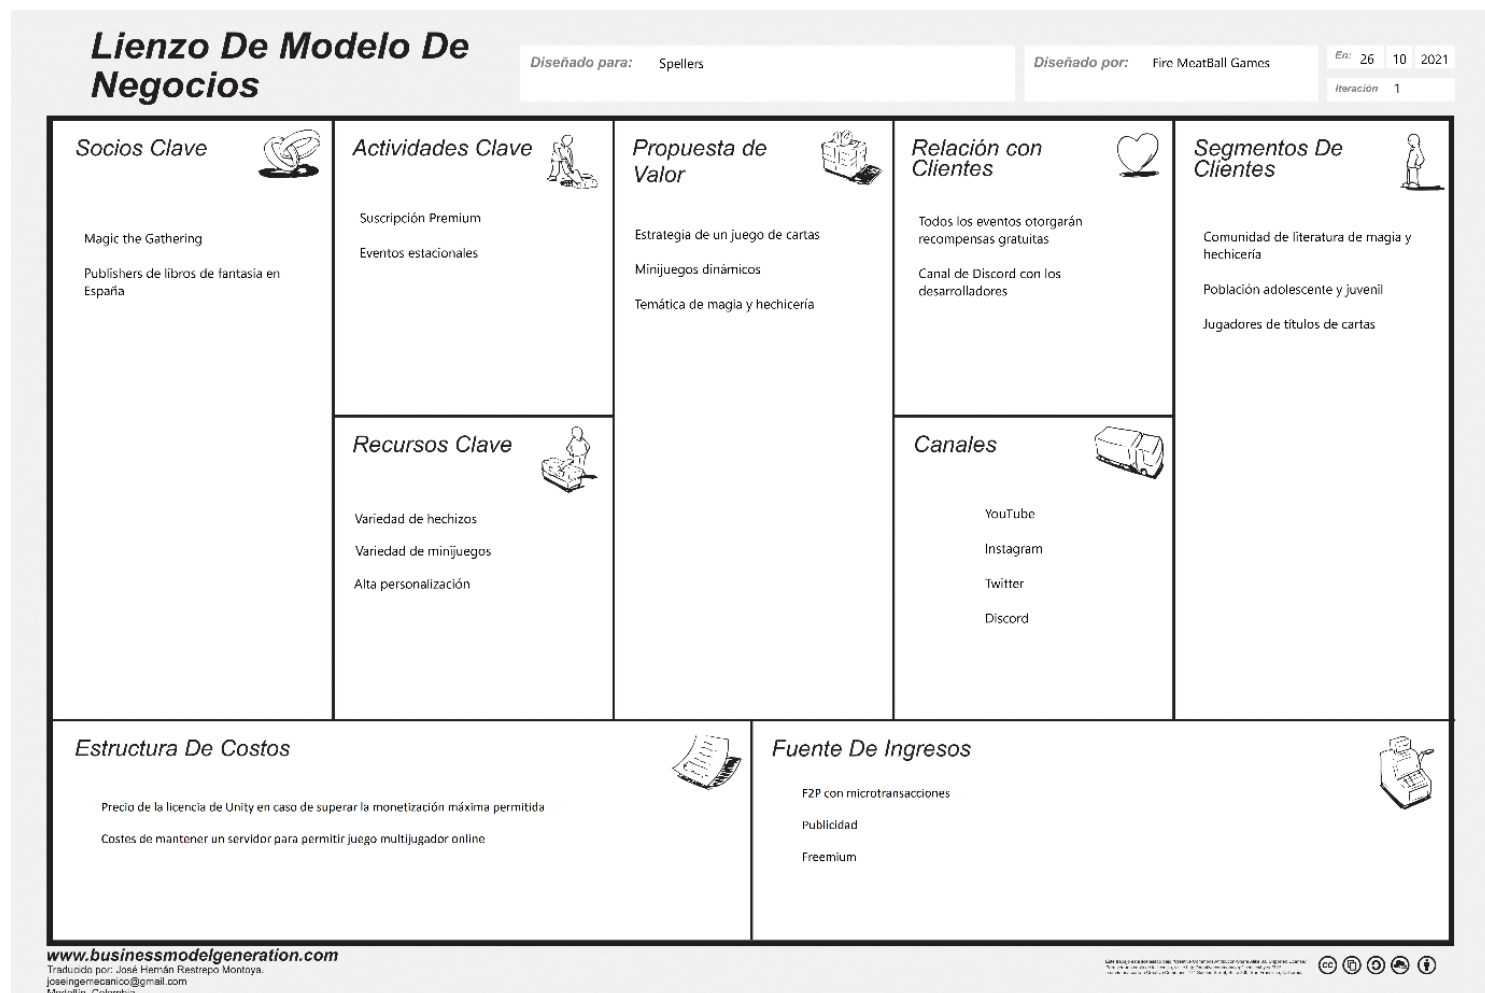 Lienzo De Modelo De
Negocios
Diseñado para: Spellers
Diseñado por: Fire MeatBall Games
En: 26 10 2021
Iteración 1
Socios Clave
Magic the Gathering
Publishers de libros de fantasía en
España
Actividades Clave
Suscripción Premium
Eventos estacionales
Recursos Clave
Variedad de hechizos
Variedad de minijuegos
Alta personalización
Propuesta de
Valor
Estrategia de un juego de cartas
Minijuegos dinámicos
Temática de magia y hechicería
Relación con
Clientes
Todos los eventos otorgarán
recompensas gratuitas
Canal de Discord con los
desarrolladores
Canales
YouTube
Instagram
Twitter
Discord
Segmentos De
Clientes
Comunidad de literatura de magia y
hechicería
Población adolescente y juvenil
Jugadores de títulos de cartas
Estructura De Costos
Precio de la licencia de Unity en caso de superar la monetización máxima permitida
Costes de mantener un servidor para permitir juego multijugador online
Fuente De Ingresos
F2P con microtransacciones
Publicidad
Freemium
www.businessmodelgeneration.com
Traducido por: José Hernán Restrepo Montoya.
joseingemecanico@gmail.com
Medellín, Colombia